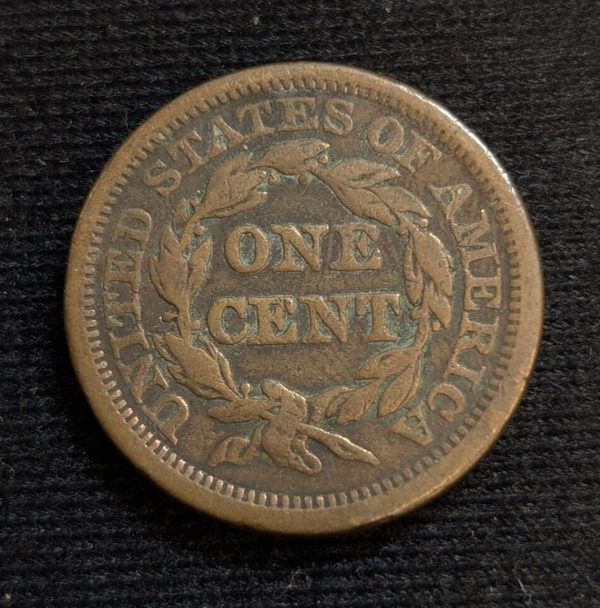 UNITED STATES OF AMERICA
ONE
CENT